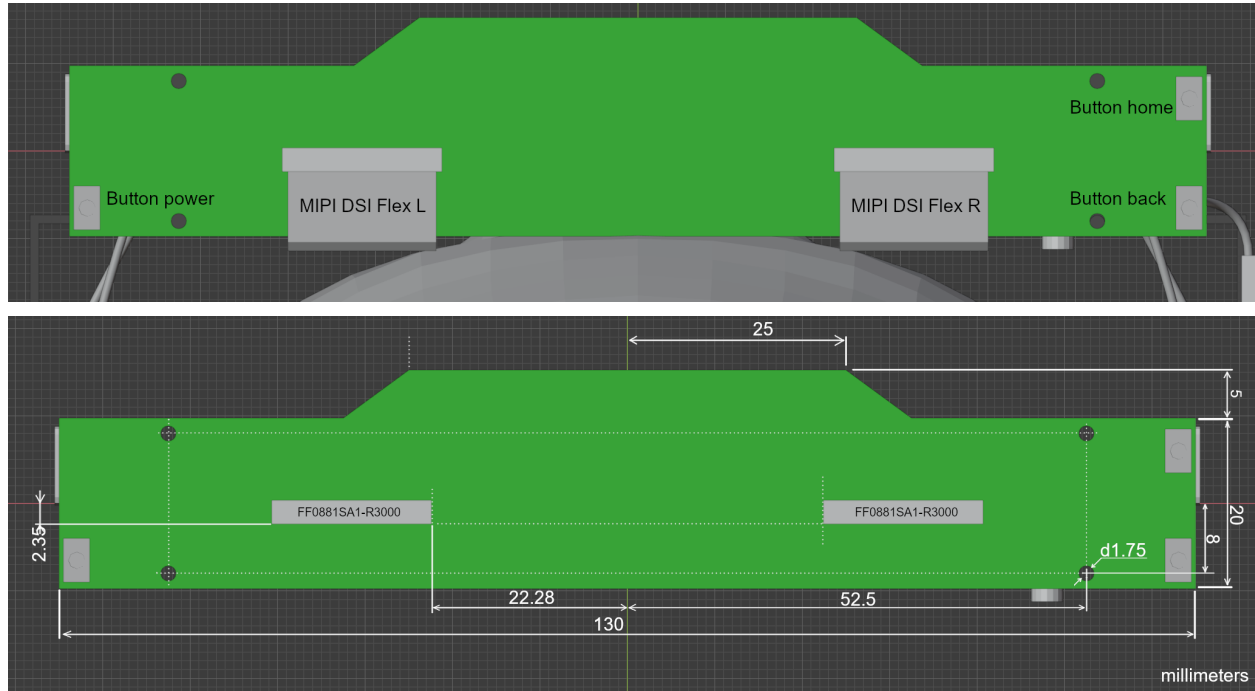 Button home
Button power
MIPI DSI Flex L
MIPI DSI Flex R
Button back
25
5
FF0881SA1-R3000
FF0881SA1-R3000
2.35
20
8
d1.75
22.28
52.5
130
millimeters